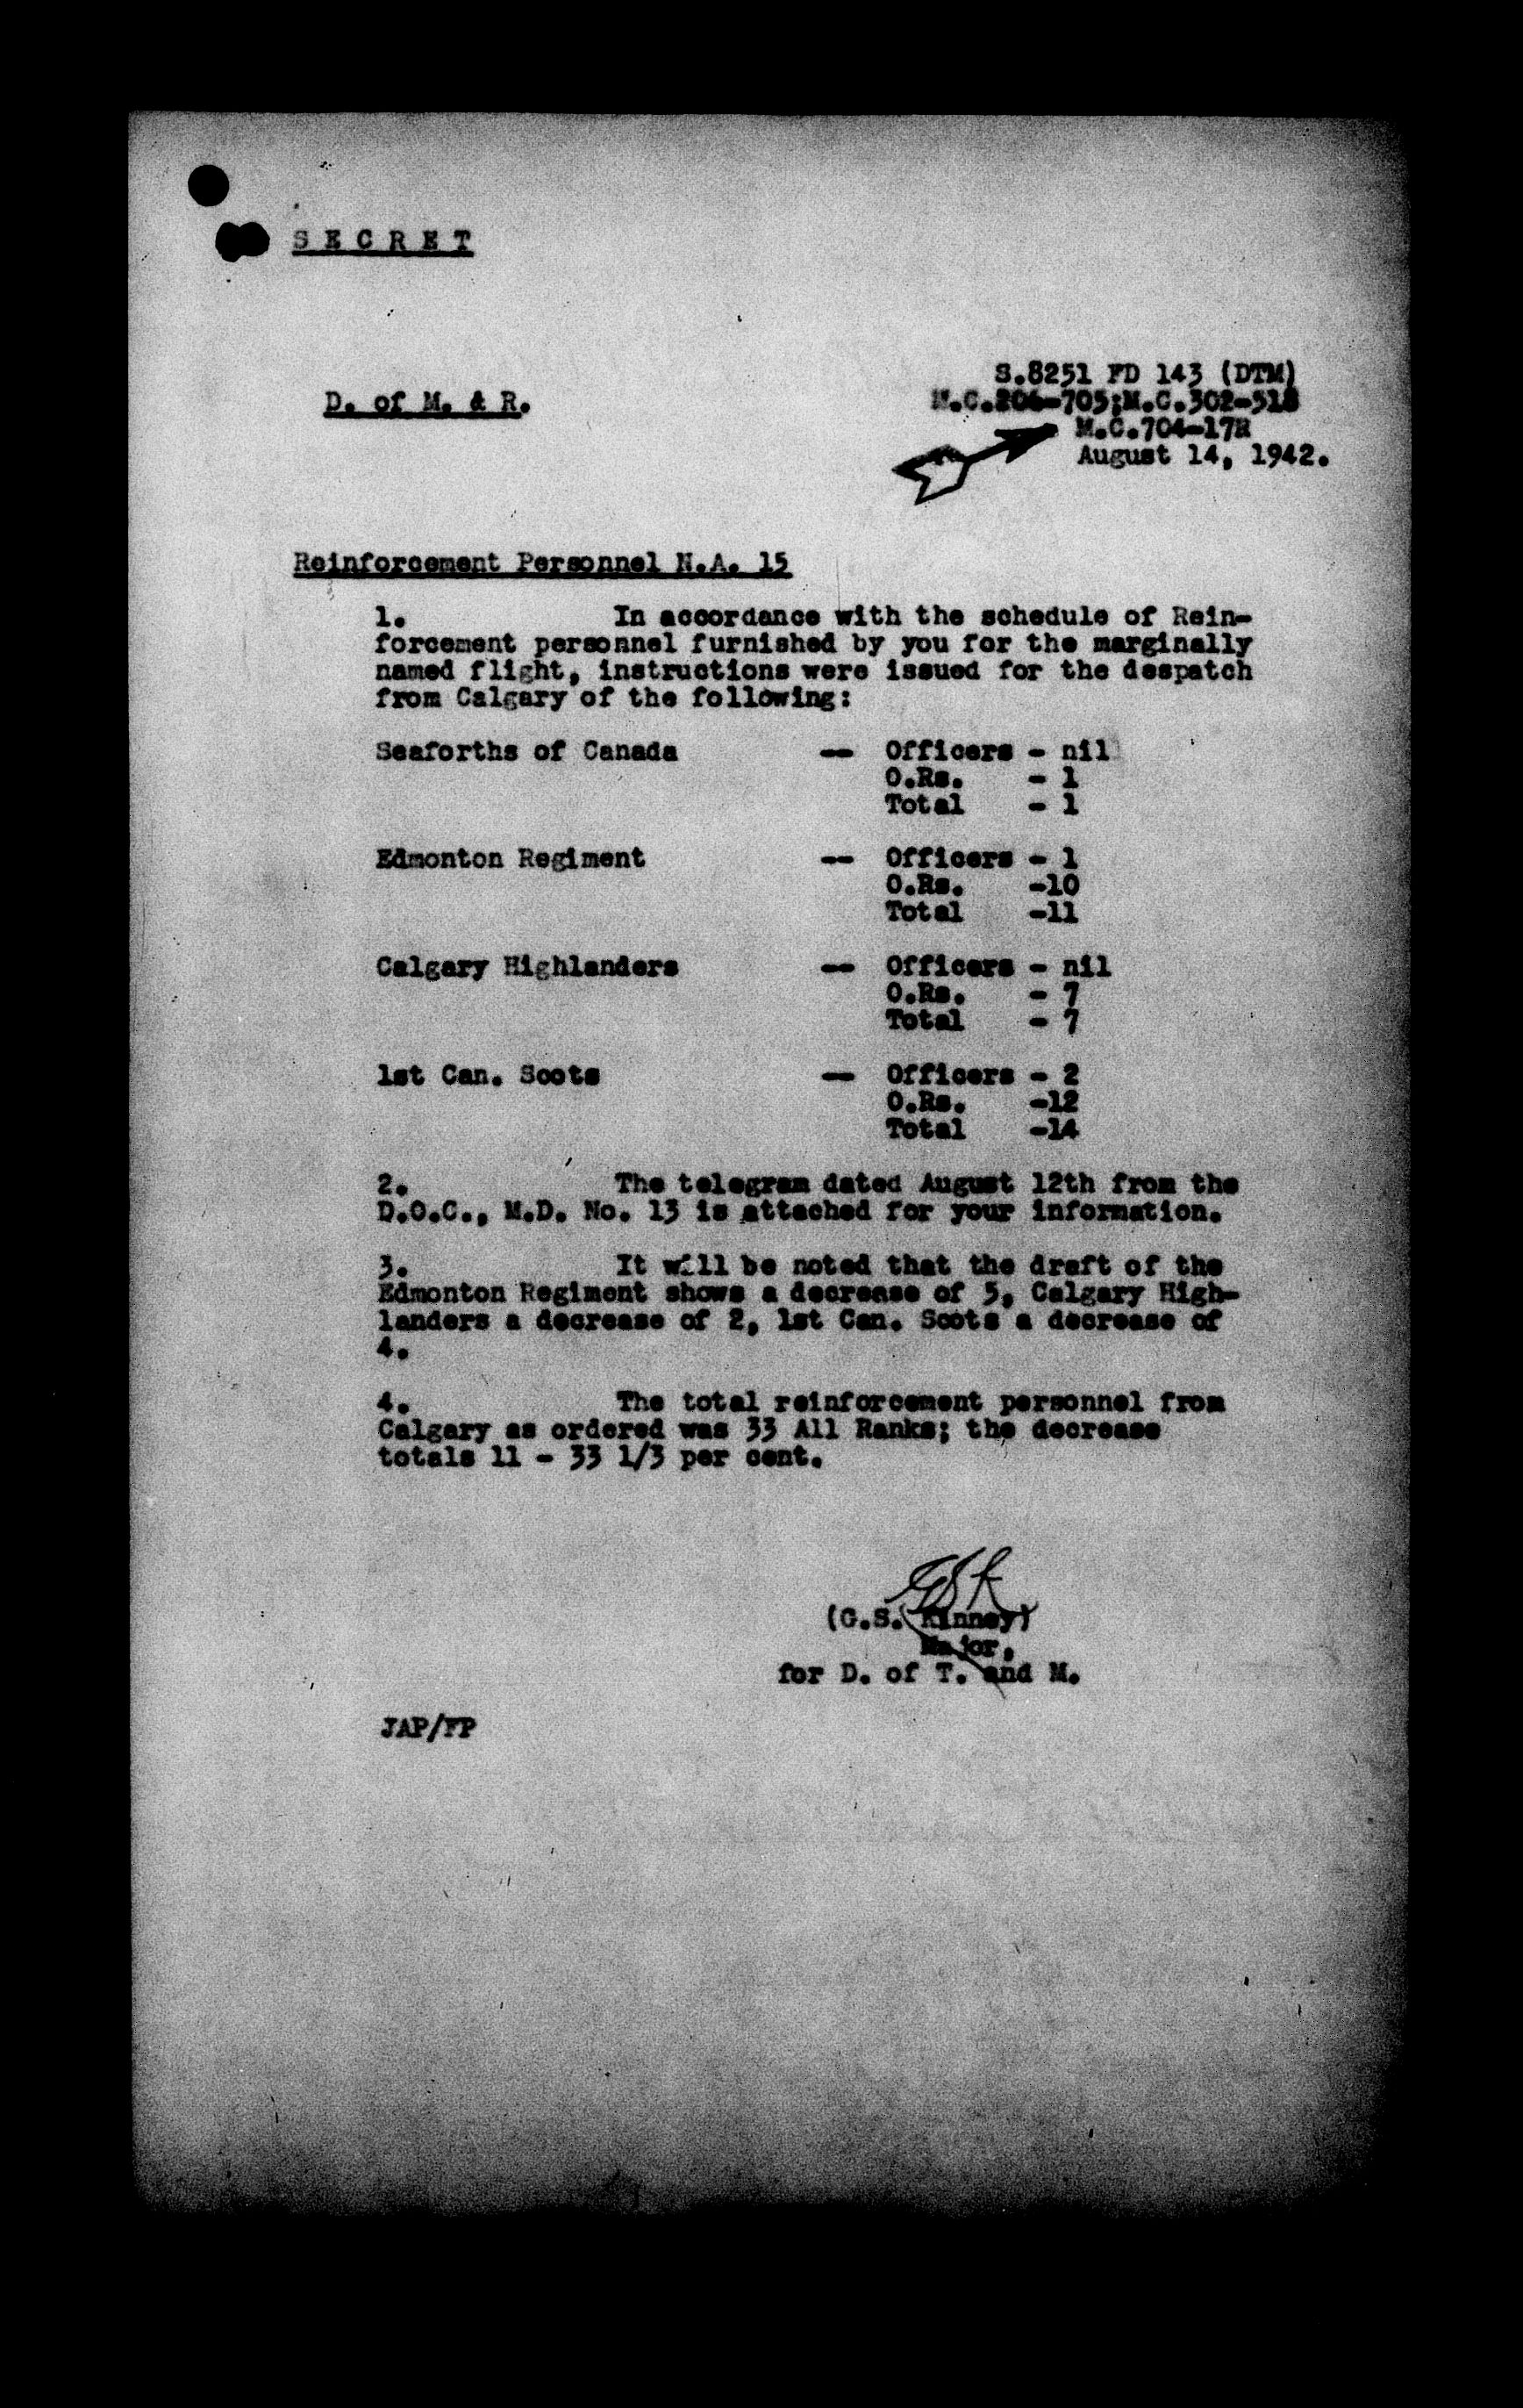 S E C R E T
S.8251 FD 143 (DTM)
D. of M. & R.
M.C.206-705;M.C.302-518
M.C.704-17R
August 14, 1942.
Reinforcement Personnel N.A. 15
1. In accordance with the schedule of Rein-
forcement personnel furnished by you for the marginally
named flight, instructions were issued for the despatch
from Calgary of the following:
Seaforths of Canada -- Officers - nil
O.Rs. - 1
Total - 1
Edmonton Regiment -- Officers - 1
O.Rs. -10
Total -11
Calgary Highlanders -- Officers - nil
O.Rs. - 7
Total - 7
1st Can. Scots -- Officers - 2
O.Rs. -12
Total -14
2. The telegram dated August 12th from the
D.O.C., M.D. No. 13 is attached for your information.
3. It will be noted that the draft of the
Edmonton Regiment shows a decrease of 5, Calgary High-
landers a decrease of 2, 1st Can. Scots a decrease of
4.
4. The total reinforcement personnel from
Calgary as ordered was 33 All Ranks; the decrease
totals 11 - 33 1/3 per cent.
GSK
(G.S. Kinney)
Major,
for D. of T. and M.
JAP/FP